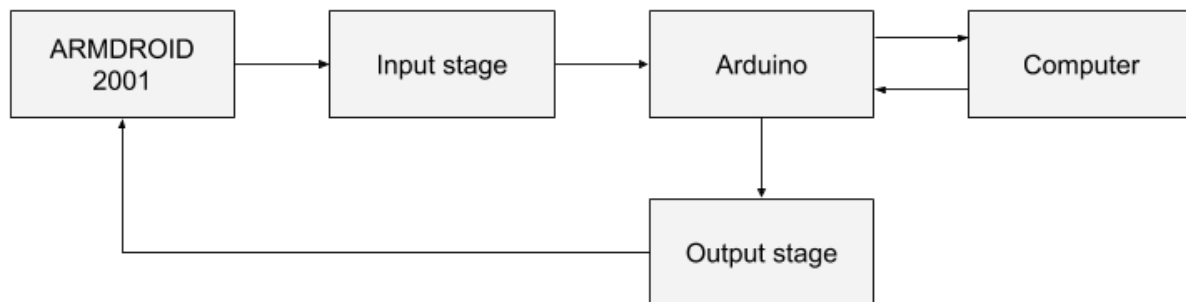 ARMDROID
2001
Input stage
Arduino
Computer
Output stage